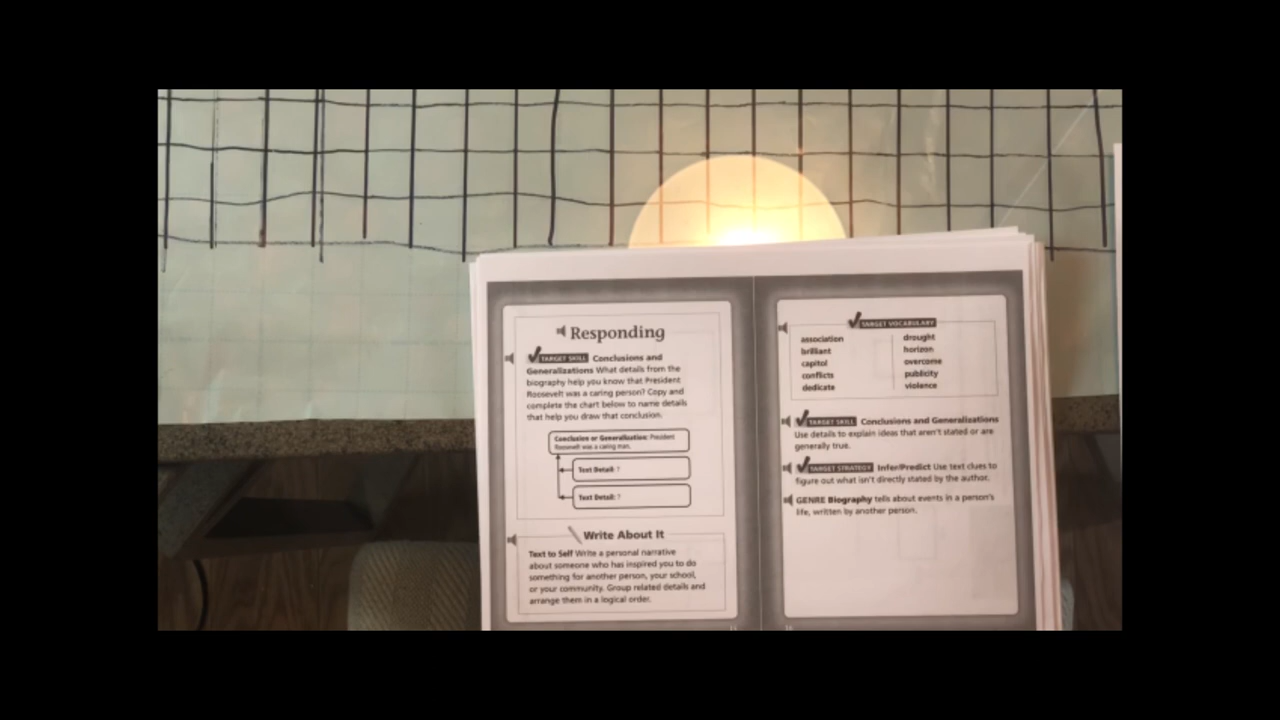 Responding
TARGET SKILL Conclusions and
Generalizations What details from the
biography help you know that President
Roosevelt was a caring person? Copy and
complete the chart below to name details
that help you draw that conclusion.
Conclusion or Generalization: President
Roosevelt was a caring man.
Text Detail: ?
Text Detail: ?
Write About It
Text to Self Write a personal narrative
about someone who has inspired you to do
something for another person, your school,
or your community. Group related details and
arrange them in a logical order.
TARGET VOCABULARY
association
brilliant
capitol
conflicts
dedicate
drought
horizon
overcome
publicity
violence
TARGET SKILL Conclusions and Generalizations
Use details to explain ideas that aren't stated or are
generally true.
TARGET STRATEGY Infer/Predict Use text clues to
figure out what isn't directly stated by the author.
GENRE Biography tells about events in a person's
life, written by another person.